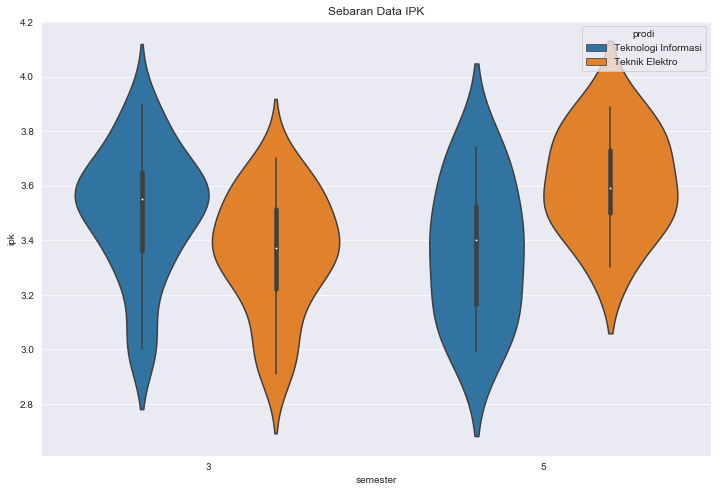 Sebaran Data IPK
prodi
Teknologi Informasi
Teknik Elektro
4.2
4.0
3.8
3.6
3.4
3.2
3.0
2.8
ipk
3
5
semester